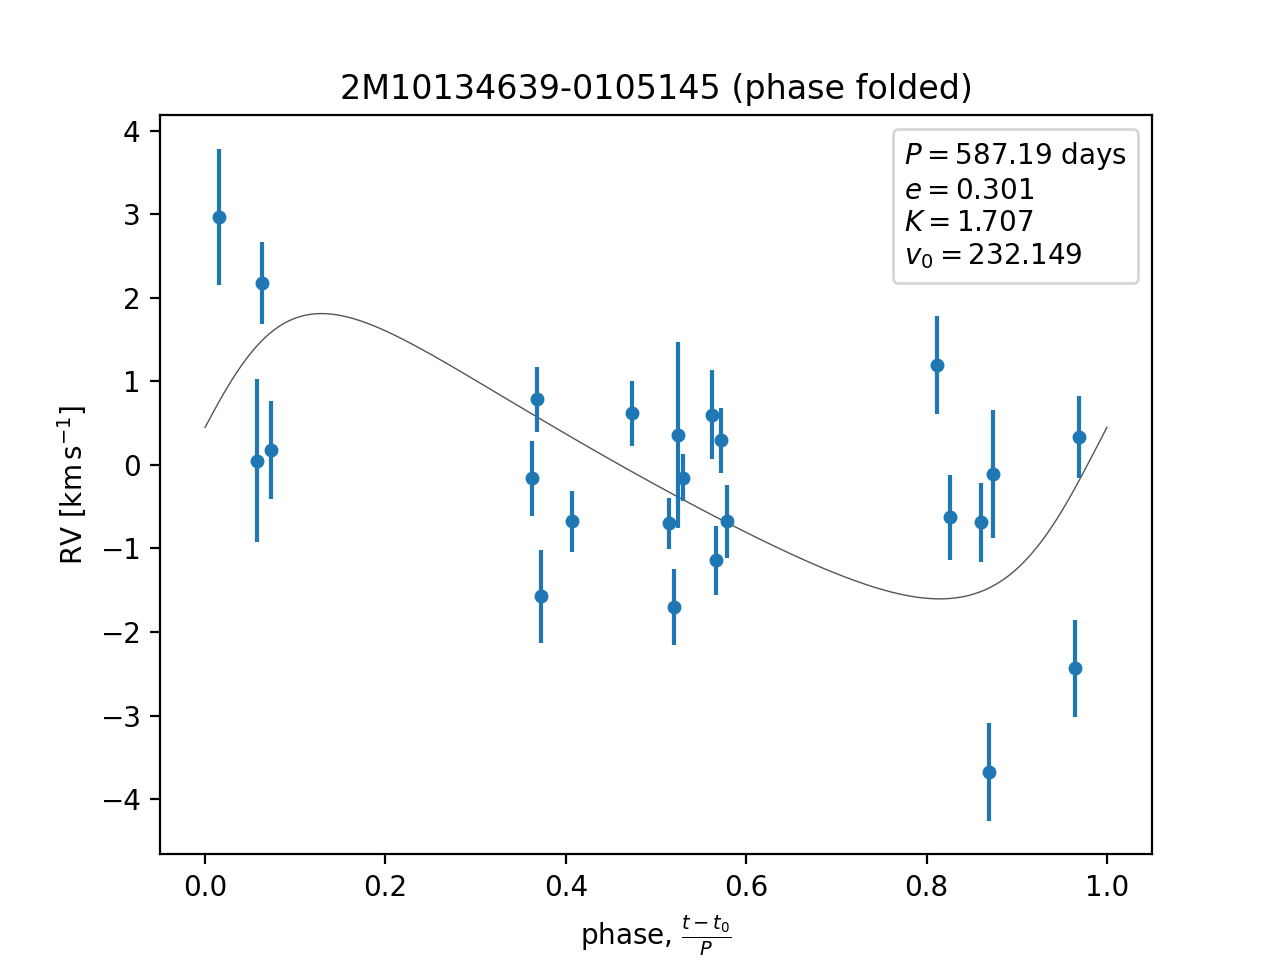 2M10134639-0105145 (phase folded)
P = 587.19 days
e = 0.301
K = 1.707
v₀ = 232.149
RV [km s⁻¹]
4
3
2
1
0
−1
−2
−3
−4
0.0 0.2 0.4 0.6 0.8 1.0
phase, (t − t₀)/P